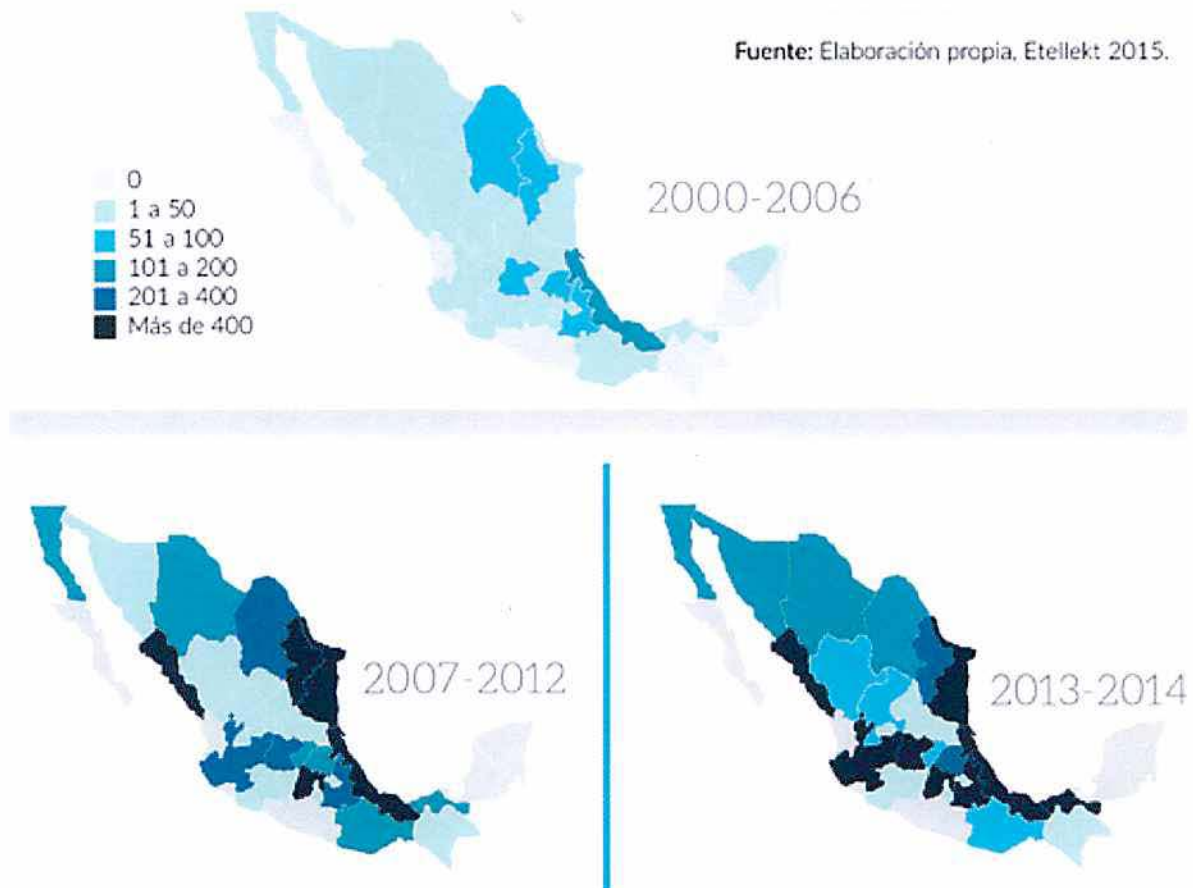 Fuente: Elaboración propia, Etellekt 2015.
2000-2006
0
1 a 50
51 a 100
101 a 200
201 a 400
Más de 400
2007-2012
2013-2014